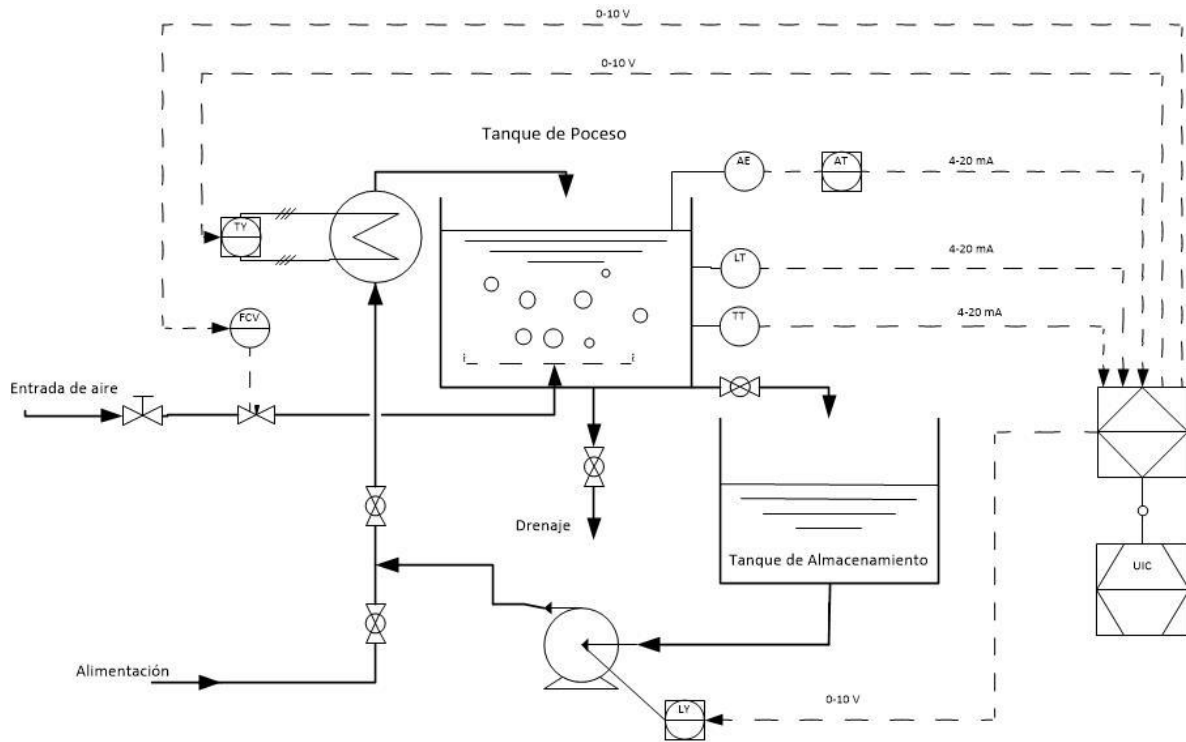 0-10 V
0-10 V
Tanque de Poceso
AE
AT
4-20 mA
TY
LT
4-20 mA
FCV
TT
4-20 mA
Entrada de aire
Drenaje
Tanque de Almacenamiento
UIC
Alimentación
LY
0-10 V